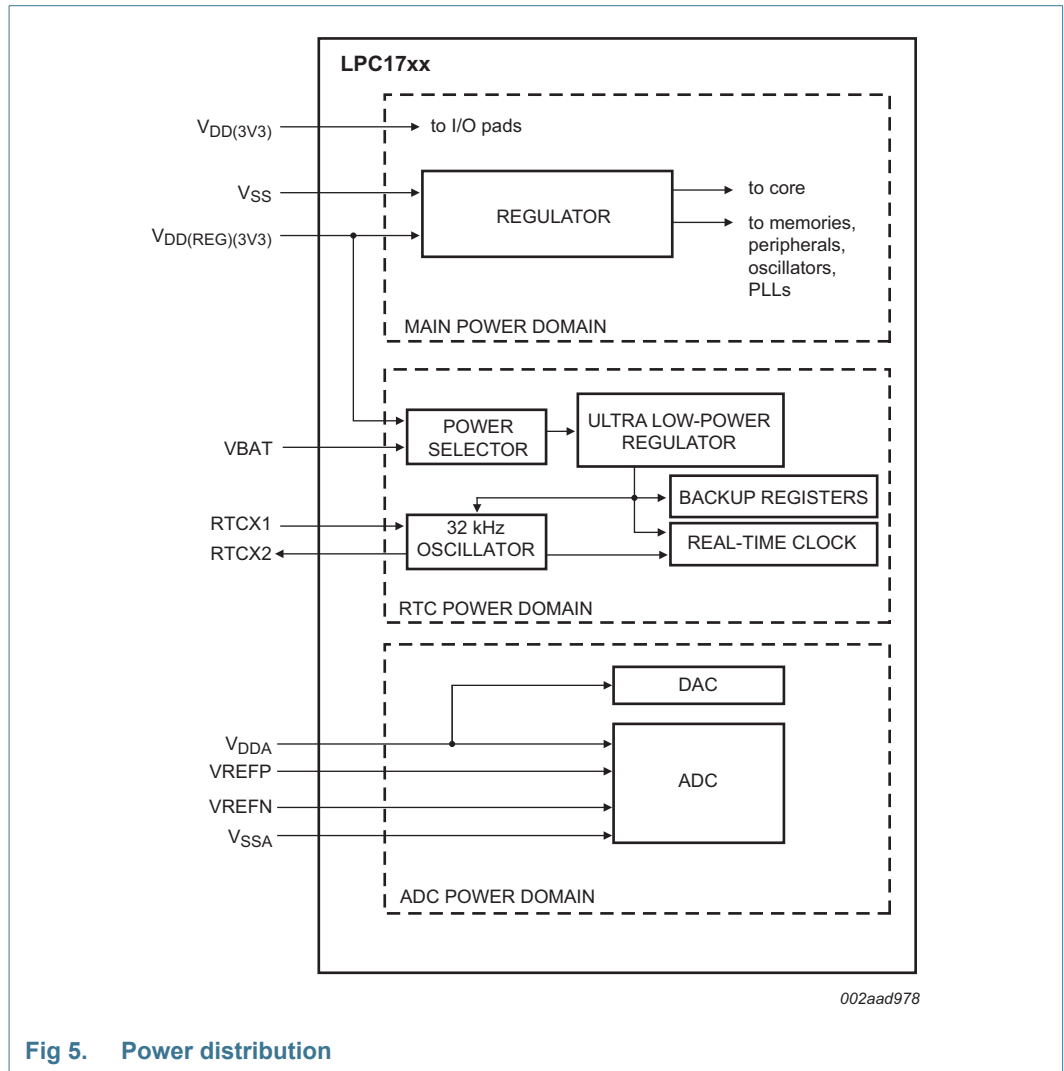 LPC17xx
VDD(3V3)
to I/O pads
VSS
REGULATOR
to core
VDD(REG)(3V3)
to memories,
peripherals,
oscillators,
PLLs
MAIN POWER DOMAIN
POWER
SELECTOR
ULTRA LOW-POWER
REGULATOR
VBAT
BACKUP REGISTERS
RTCX1
32 kHz
OSCILLATOR
REAL-TIME CLOCK
RTCX2
RTC POWER DOMAIN
DAC
VDDA
VREFP
ADC
VREFN
VSSA
ADC POWER DOMAIN
002aad978
Fig 5. Power distribution